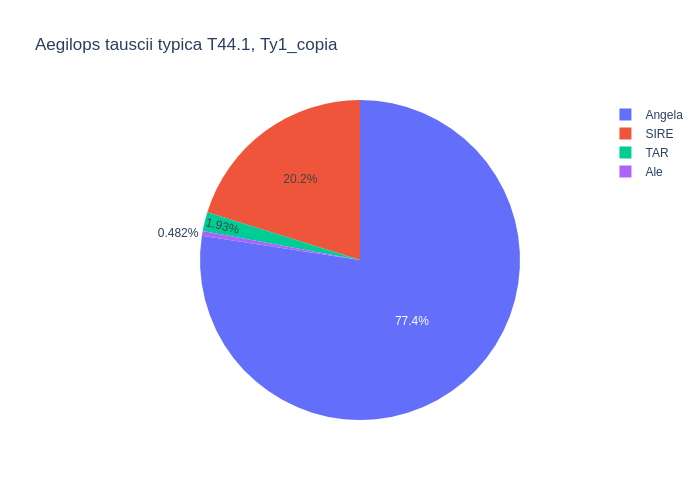 Aegilops tauscii typica T44.1, Ty1_copia
Angela
SIRE
TAR
Ale
20.2%
1.93%
0.482%
77.4%